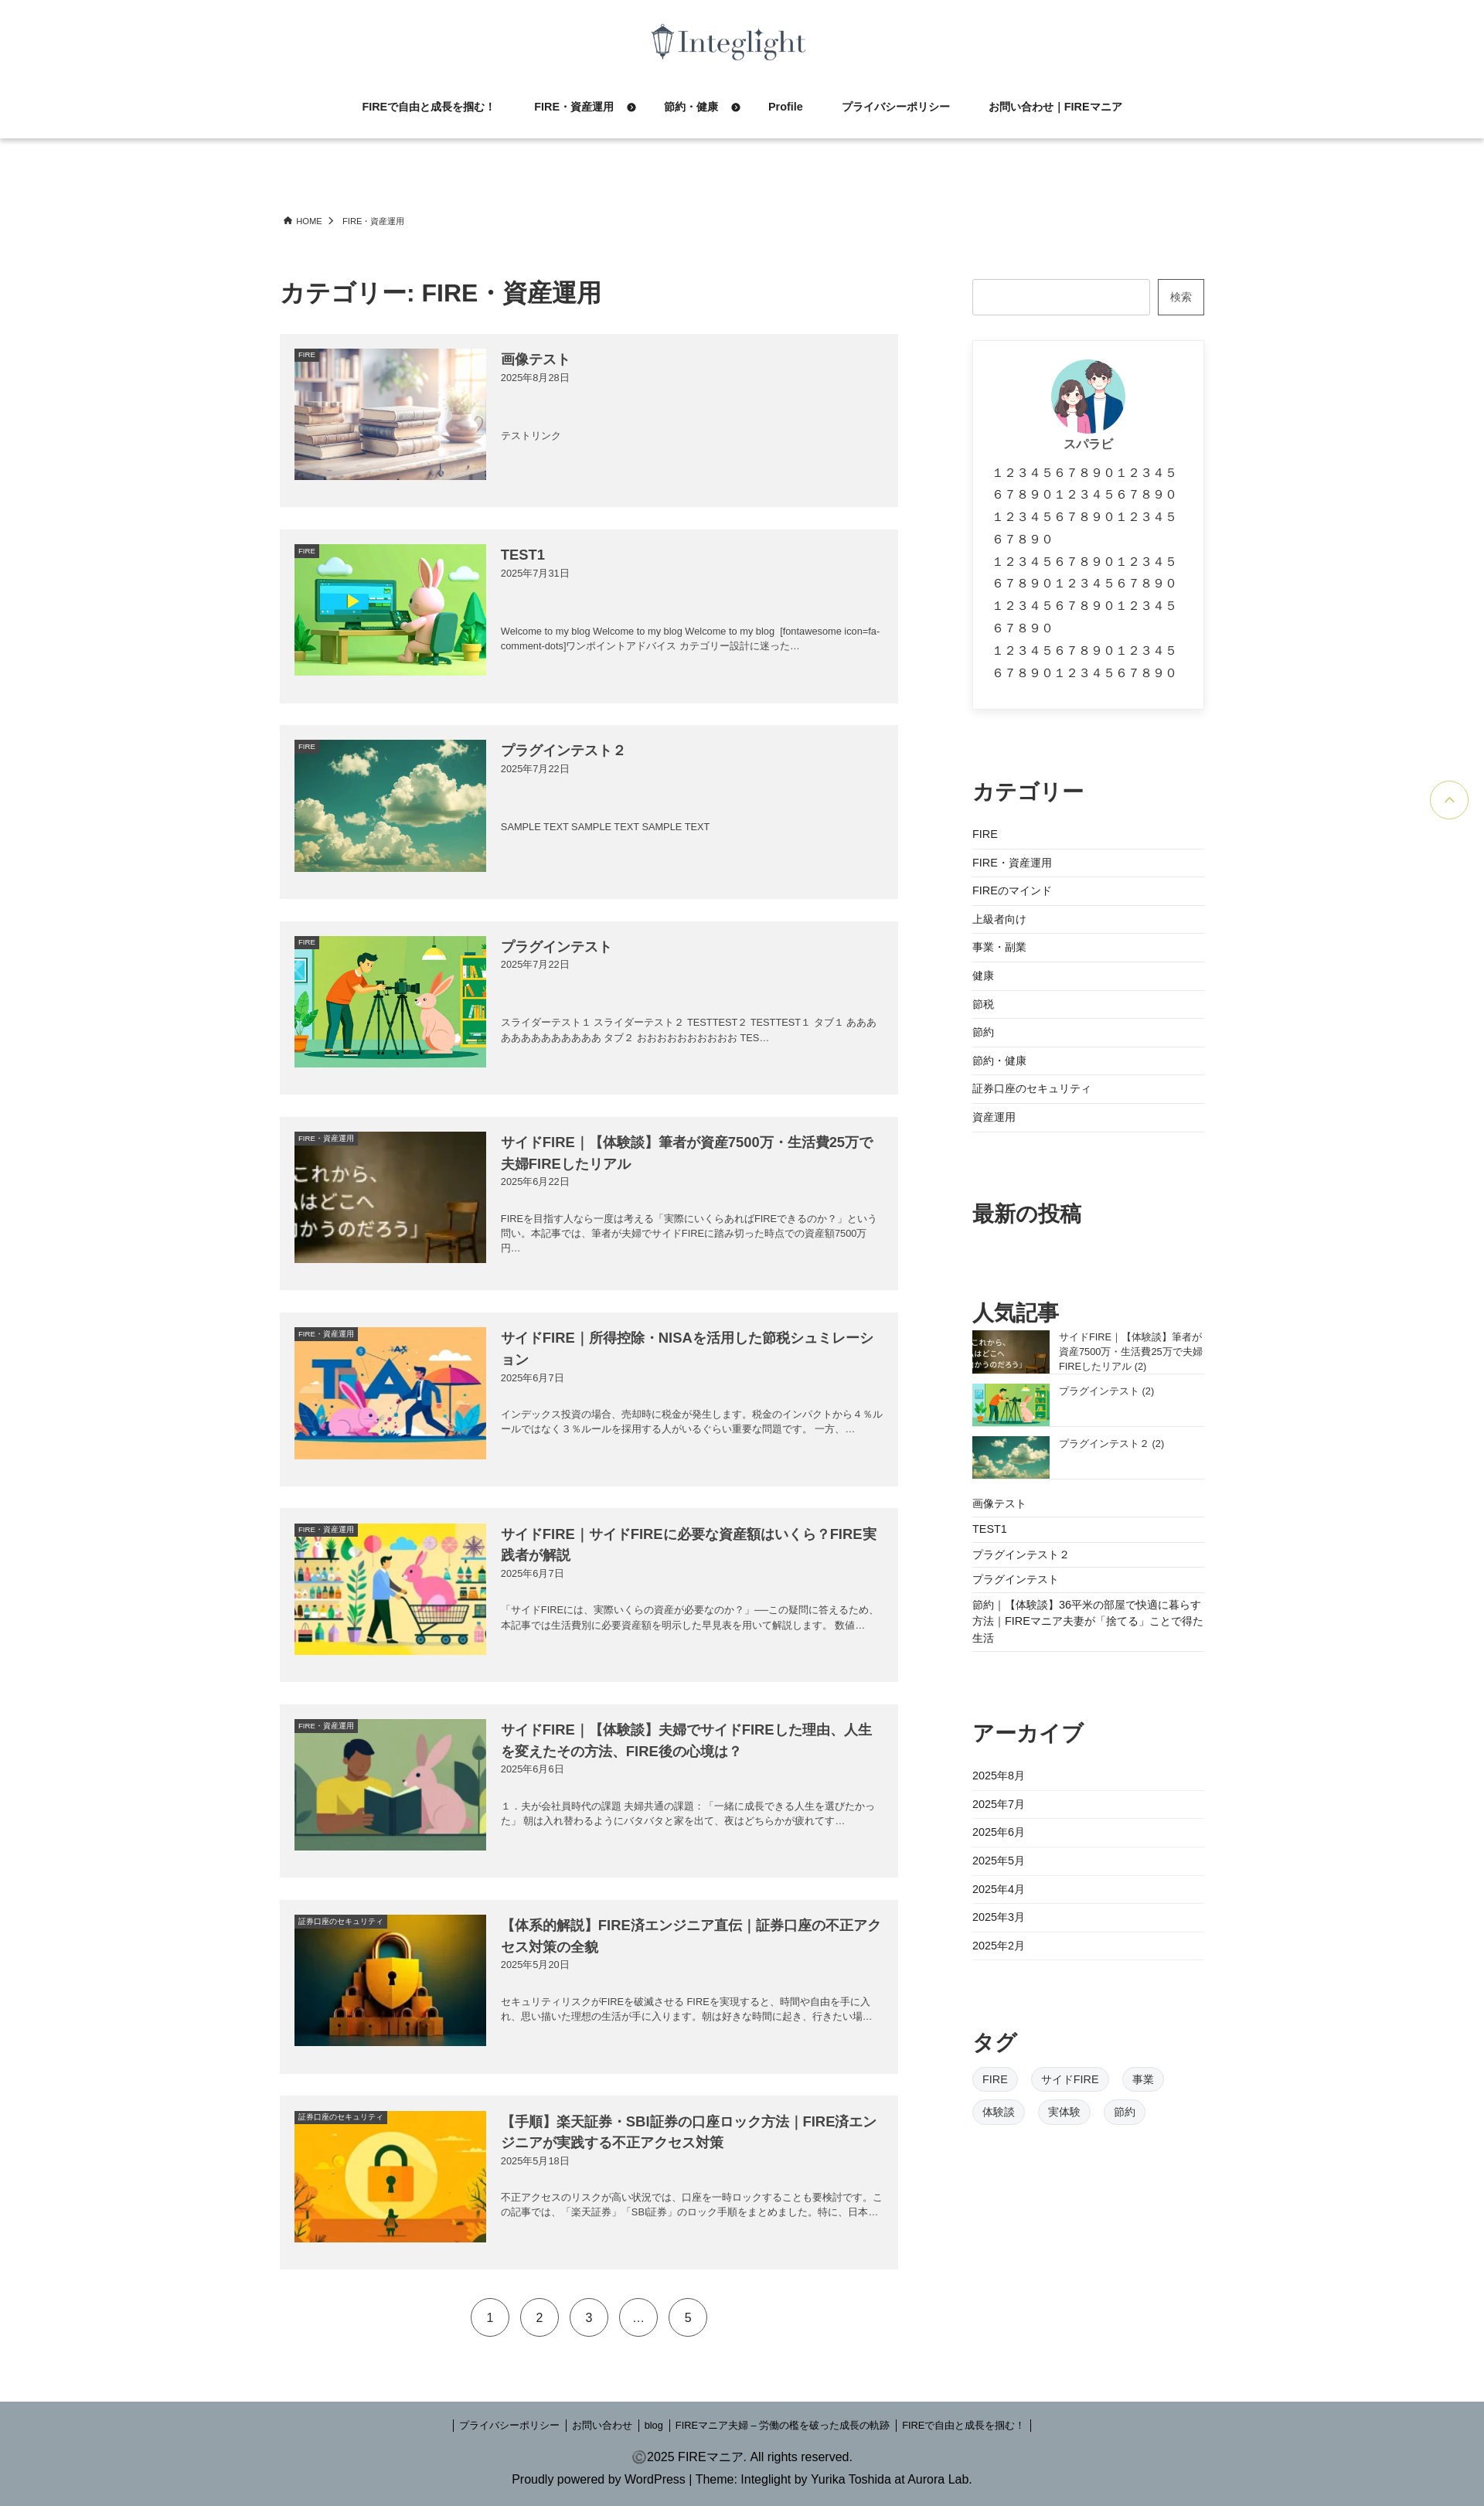 Integlight
FIREで自由と成長を掴む！
FIRE・資産運用
節約・健康
Profile
プライバシーポリシー
お問い合わせ｜FIREマニア
HOME
FIRE・資産運用
カテゴリー: FIRE・資産運用
FIRE
画像テスト
2025年8月28日
テストリンク
FIRE
TEST1
2025年7月31日
Welcome to my blog Welcome to my blog Welcome to my blog  [fontawesome icon=fa-
comment-dots]ワンポイントアドバイス カテゴリー設計に迷った…
FIRE
プラグインテスト２
2025年7月22日
SAMPLE TEXT SAMPLE TEXT SAMPLE TEXT
FIRE
プラグインテスト
2025年7月22日
スライダーテスト１ スライダーテスト２ TESTTEST２ TESTTEST１ タブ１ あああ
ああああああああああ タブ２ おおおおおおおおおお TES…
FIRE・資産運用
これから、
私はどこへ
向かうのだろう」
サイドFIRE｜【体験談】筆者が資産7500万・生活費25万で
夫婦FIREしたリアル
2025年6月22日
FIREを目指す人なら一度は考える「実際にいくらあればFIREできるのか？」という
問い。本記事では、筆者が夫婦でサイドFIREに踏み切った時点での資産額7500万
円…
FIRE・資産運用
サイドFIRE｜所得控除・NISAを活用した節税シュミレーシ
ョン
2025年6月7日
インデックス投資の場合、売却時に税金が発生します。税金のインパクトから４％ル
ールではなく３％ルールを採用する人がいるぐらい重要な問題です。 一方、…
FIRE・資産運用
サイドFIRE｜サイドFIREに必要な資産額はいくら？FIRE実
践者が解説
2025年6月7日
「サイドFIREには、実際いくらの資産が必要なのか？」──この疑問に答えるため、
本記事では生活費別に必要資産額を明示した早見表を用いて解説します。 数値…
FIRE・資産運用
サイドFIRE｜【体験談】夫婦でサイドFIREした理由、人生
を変えたその方法、FIRE後の心境は？
2025年6月6日
１．夫が会社員時代の課題 夫婦共通の課題：「一緒に成長できる人生を選びたかっ
た」 朝は入れ替わるようにバタバタと家を出て、夜はどちらかが疲れてす…
証券口座のセキュリティ
【体系的解説】FIRE済エンジニア直伝｜証券口座の不正アク
セス対策の全貌
2025年5月20日
セキュリティリスクがFIREを破滅させる FIREを実現すると、時間や自由を手に入
れ、思い描いた理想の生活が手に入ります。朝は好きな時間に起き、行きたい場…
証券口座のセキュリティ
【手順】楽天証券・SBI証券の口座ロック方法｜FIRE済エン
ジニアが実践する不正アクセス対策
2025年5月18日
不正アクセスのリスクが高い状況では、口座を一時ロックすることも要検討です。こ
の記事では、「楽天証券」「SBI証券」のロック手順をまとめました。特に、日本…
1
2
3
…
5
検索
スパラビ
１２３４５６７８９０１２３４５
６７８９０１２３４５６７８９０
１２３４５６７８９０１２３４５
６７８９０
１２３４５６７８９０１２３４５
６７８９０１２３４５６７８９０
１２３４５６７８９０１２３４５
６７８９０
１２３４５６７８９０１２３４５
６７８９０１２３４５６７８９０
カテゴリー
FIRE
FIRE・資産運用
FIREのマインド
上級者向け
事業・副業
健康
節税
節約
節約・健康
証券口座のセキュリティ
資産運用
最新の投稿
人気記事
これから、
はどこへ
向かうのだろう」
サイドFIRE｜【体験談】筆者が
資産7500万・生活費25万で夫婦
FIREしたリアル (2)
プラグインテスト (2)
プラグインテスト２ (2)
画像テスト
TEST1
プラグインテスト２
プラグインテスト
節約｜【体験談】36平米の部屋で快適に暮らす
方法｜FIREマニア夫妻が「捨てる」ことで得た
生活
アーカイブ
2025年8月
2025年7月
2025年6月
2025年5月
2025年4月
2025年3月
2025年2月
タグ
FIRE
サイドFIRE
事業
体験談
実体験
節約
プライバシーポリシー
お問い合わせ
blog
FIREマニア夫婦 – 労働の檻を破った成長の軌跡
FIREで自由と成長を掴む！
©2025 FIREマニア. All rights reserved.
Proudly powered by WordPress | Theme: Integlight by Yurika Toshida at Aurora Lab.